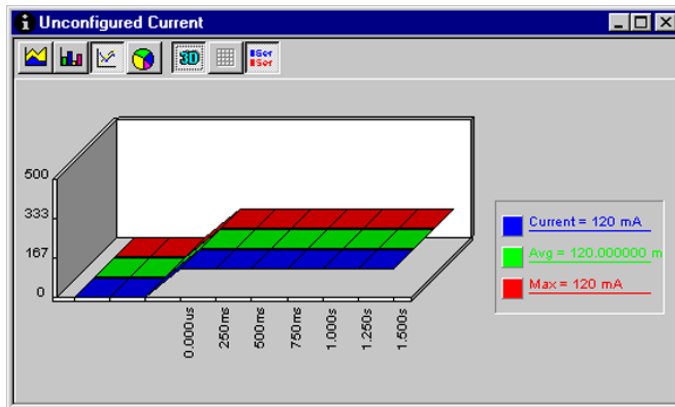 Unconfigured Current
3D
Ser
Ser
500
333
167
0
0.000us
250ms
500ms
750ms
1.000s
1.250s
1.500s
Current = 120 mA
Avg = 120.000000 m
Max = 120 mA